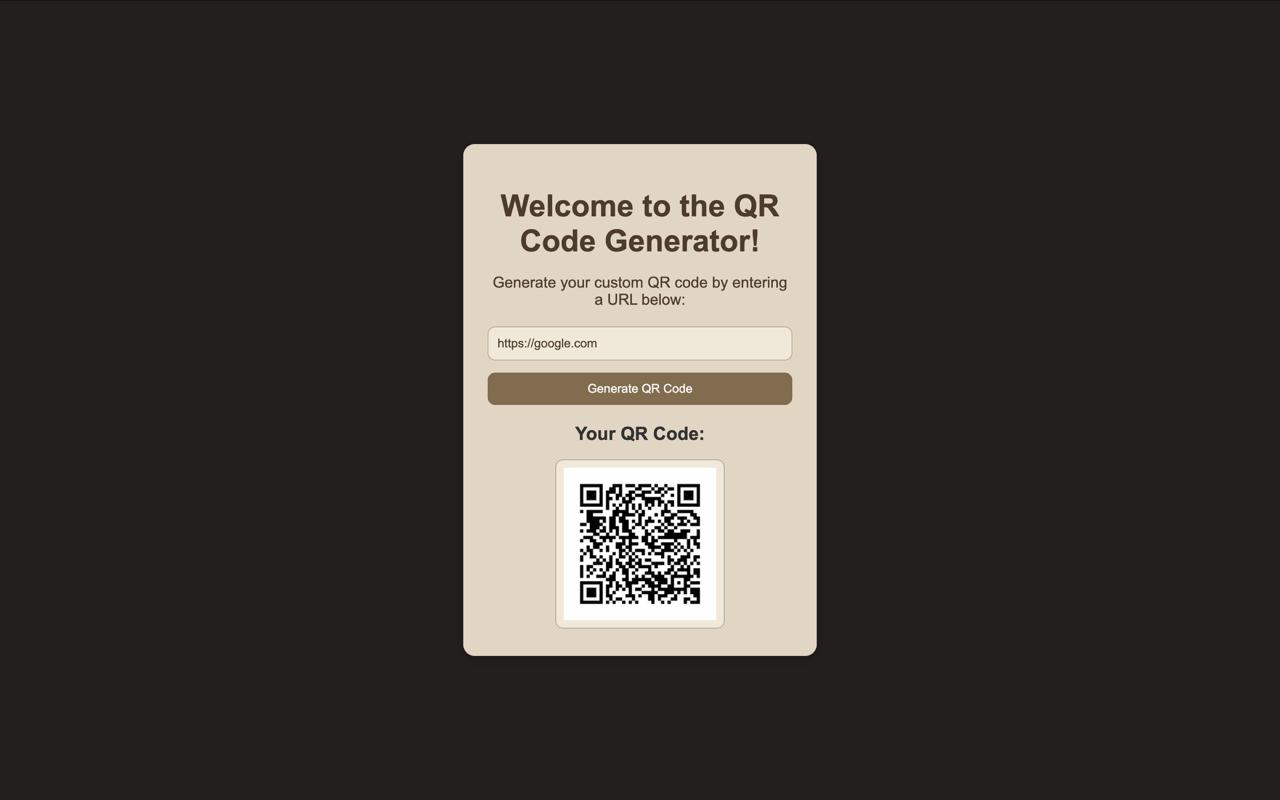 Welcome to the QR
Code Generator!
Generate your custom QR code by entering
a URL below:
https://google.com
Generate QR Code
Your QR Code: